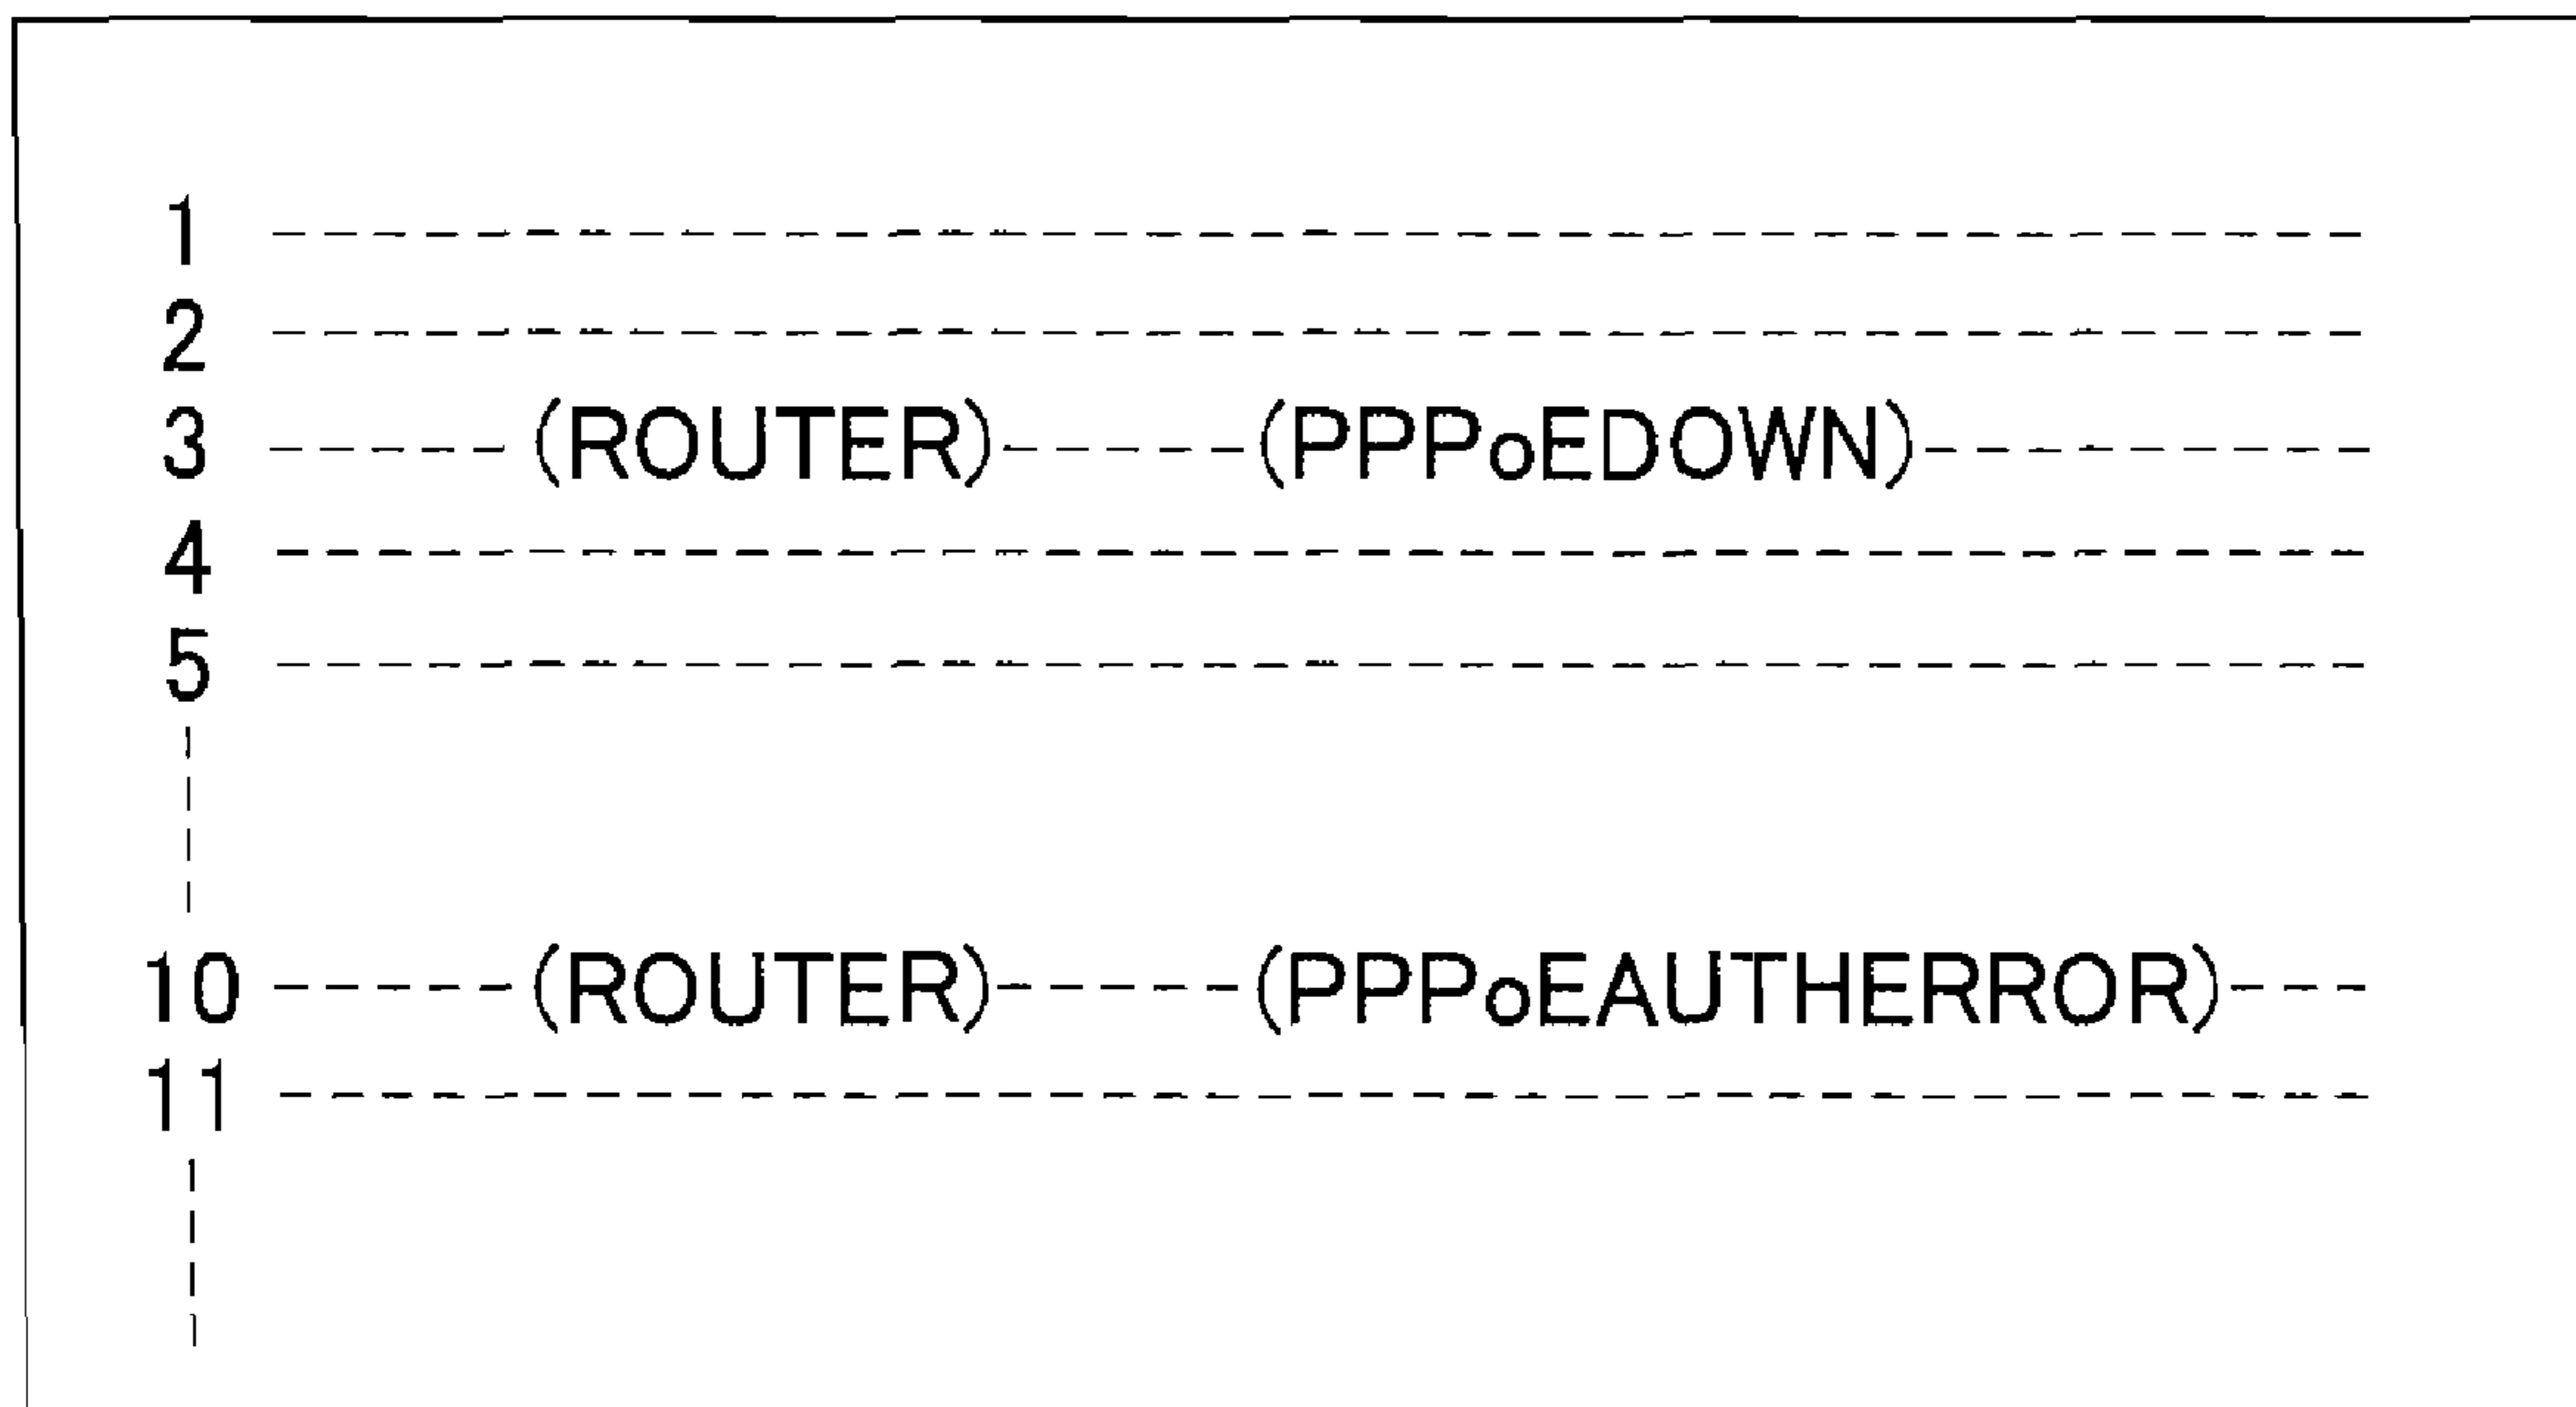 1
2
3 (ROUTER) (PPPoEDOWN)
4
5
10 (ROUTER) (PPPoEAUTHERROR)
11